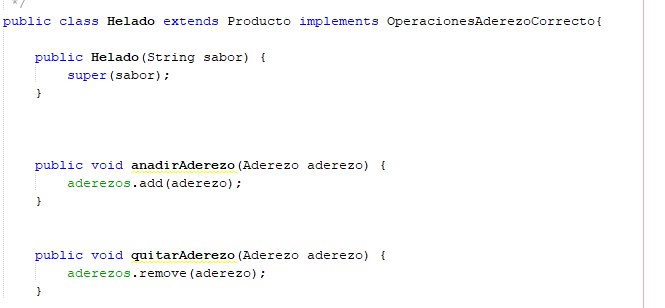 */
public class Helado extends Producto implements OperacionesAderezoCorrecto{
public Helado(String sabor) {
super(sabor);
}
public void anadirAderezo(Aderezo aderezo) {
aderezos.add(aderezo);
}
public void quitarAderezo(Aderezo aderezo) {
aderezos.remove(aderezo);
}